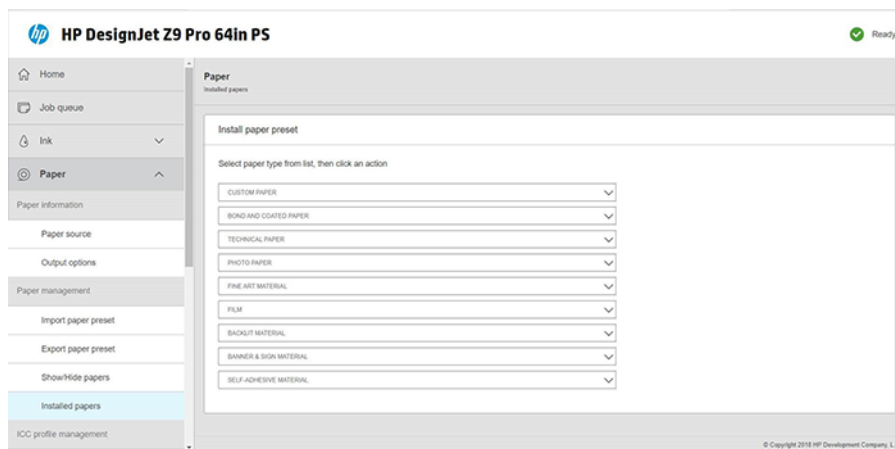 hp HP DesignJet Z9 Pro 64in PS
Ready
Home
Job queue
Ink
Paper
Paper information
Paper source
Output options
Paper management
Import paper preset
Export paper preset
Show/Hide papers
Installed papers
ICC profile management
Paper
Installed papers
Install paper preset
Select paper type from list, then click an action
CUSTOM PAPER
BOND AND COATED PAPER
TECHNICAL PAPER
PHOTO PAPER
FINE ART MATERIAL
FILM
BACKLIT MATERIAL
BANNER & SIGN MATERIAL
SELF-ADHESIVE MATERIAL
© Copyright 2018 HP Development Company, L